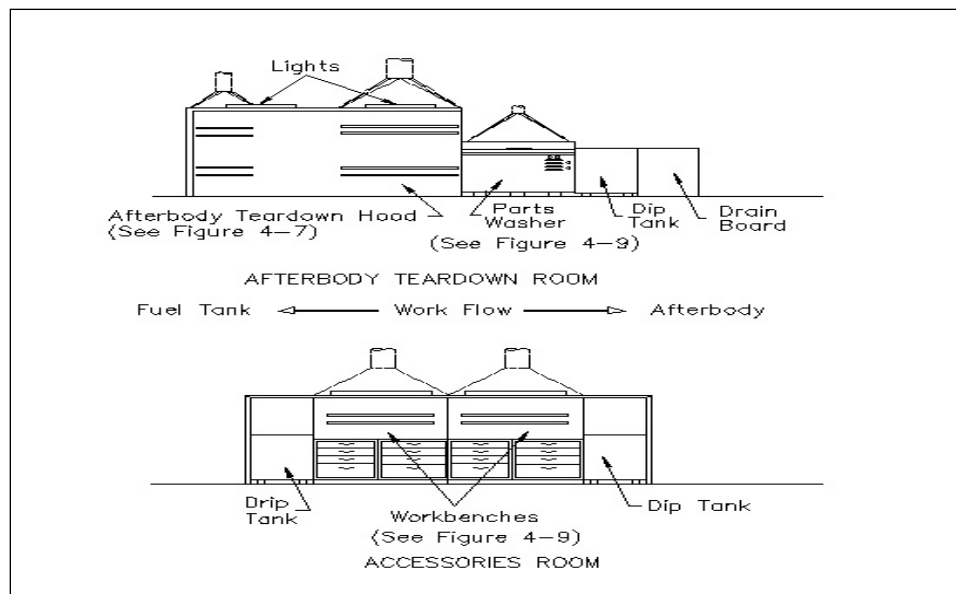 Lights
Afterbody Teardown Hood
(See Figure 4-7)
Parts
Washer
(See Figure 4-9)
Dip
Tank
Drain
Board
AFTERBODY TEARDOWN ROOM
Fuel Tank
Work Flow
Afterbody
Drip
Tank
Workbenches
(See Figure 4-9)
Dip Tank
ACCESSORIES ROOM